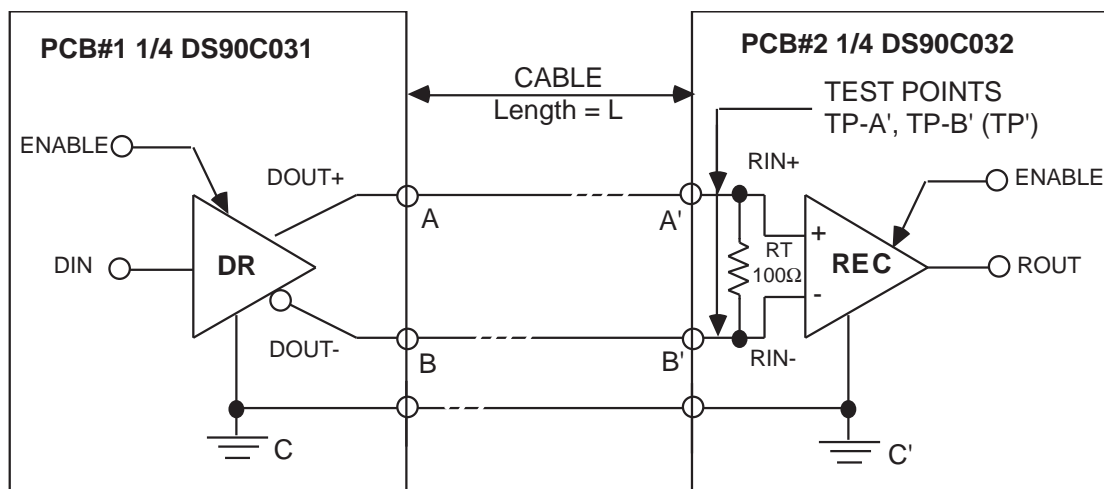 PCB#1 1/4 DS90C031
PCB#2 1/4 DS90C032
CABLE
Length = L
TEST POINTS
TP-A', TP-B' (TP')
ENABLE
DOUT+
RIN+
ENABLE
A
A'
DIN
DR
RT
100Ω
+
-
REC
ROUT
DOUT-
B
B'
RIN-
C
C'